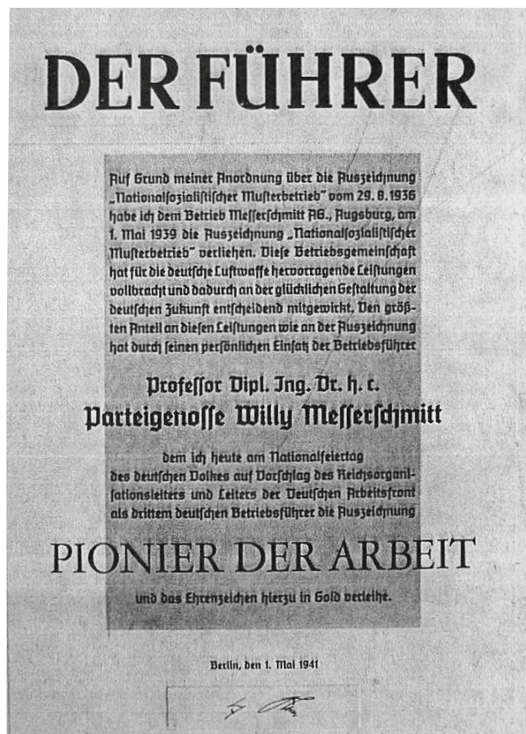 DER FÜHRER
Auf Grund meiner Anordnung über die Auszeichnung
„Nationalsozialistischer Musterbetrieb“ vom 29. 8. 1936
habe ich dem Betrieb Messerschmitt AG., Augsburg, am
1. Mai 1939 die Auszeichnung „Nationalsozialistischer
Musterbetrieb“ verliehen. Diese Betriebsgemeinschaft
hat für die deutsche Luftwaffe hervorragende Leistungen
vollbracht und dadurch an der glücklichen Gestaltung der
deutschen Zukunft entscheidend mitgewirkt. Den größ-
ten Anteil an diesen Leistungen wie an der Auszeichnung
hat durch seinen persönlichen Einsatz der Betriebsführer
Professor Dipl. Ing. Dr. h. c.
Parteigenosse Willy Messerschmitt
dem ich heute am Nationalfeiertag
des deutschen Volkes auf Vorschlag des Reichsorgani-
sationsleiters und Leiters der Deutschen Arbeitsfront
als drittem deutschen Betriebsführer die Auszeichnung
PIONIER DER ARBEIT
und das Ehrenzeichen hierzu in Gold verleihe.
Berlin, den 1. Mai 1941